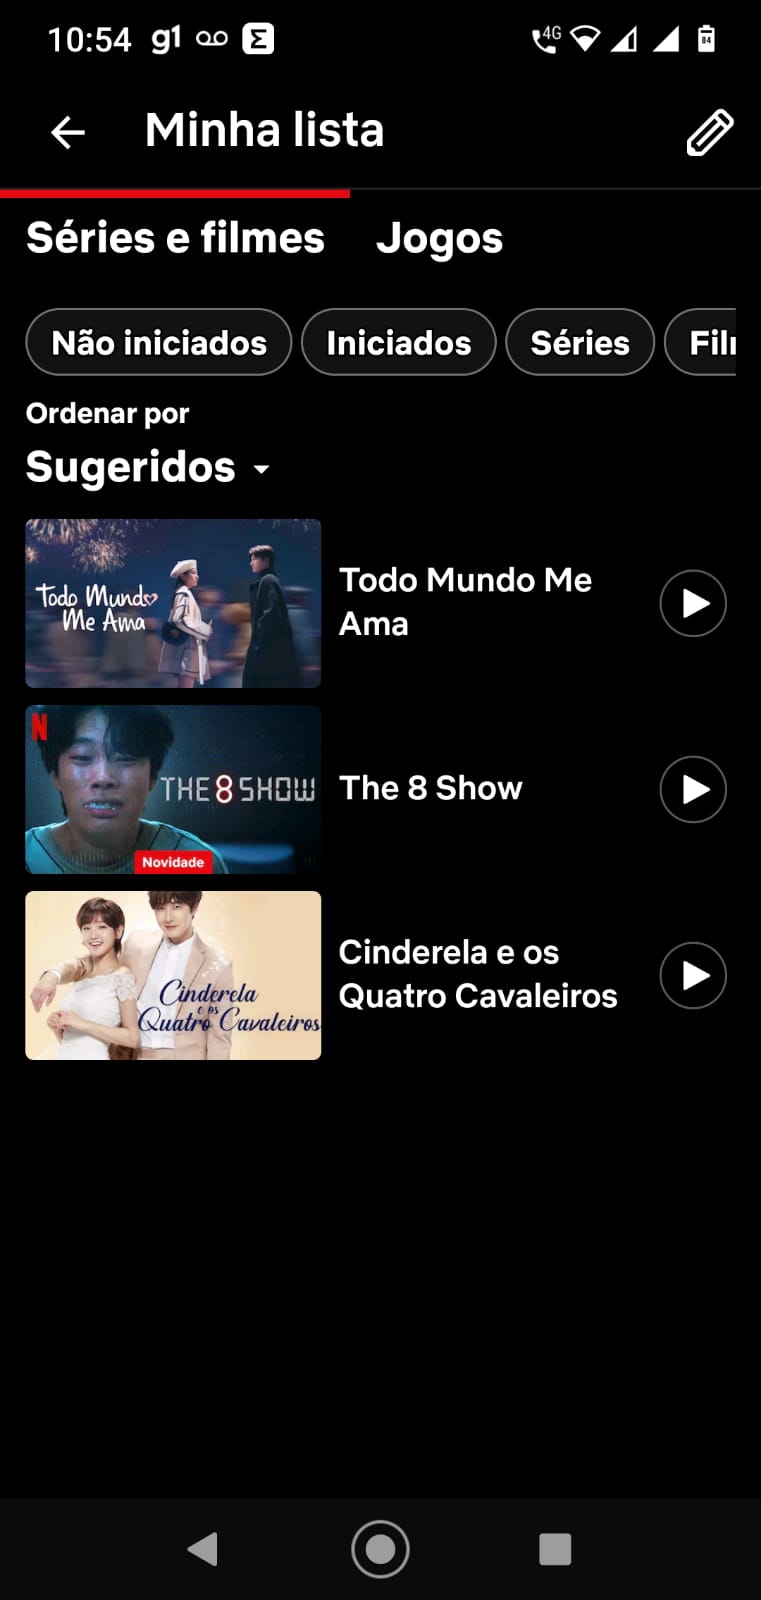 10:54 g1 Σ 4G 84
Minha lista
Séries e filmes Jogos
Não iniciados Iniciados Séries Fil
Ordenar por
Sugeridos
Todo Mundo
Me Ama
Todo Mundo Me
Ama
N
THE 8 SHOW
Novidade
The 8 Show
Cinderela
e os
Quatro Cavaleiros
Cinderela e os
Quatro Cavaleiros